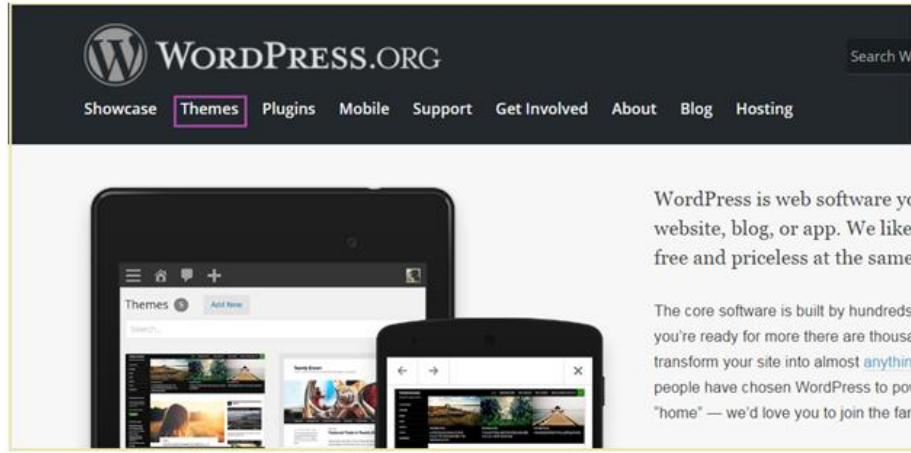 WORDPRESS.ORG
Search W
Showcase Themes Plugins Mobile Support Get Involved About Blog Hosting
WordPress is web software yo
website, blog, or app. We like
free and priceless at the same
The core software is built by hundreds
you're ready for more there are thousa
transform your site into almost anythin
people have chosen WordPress to pow
"home" — we'd love you to join the far
Themes 5 Add New
Search...